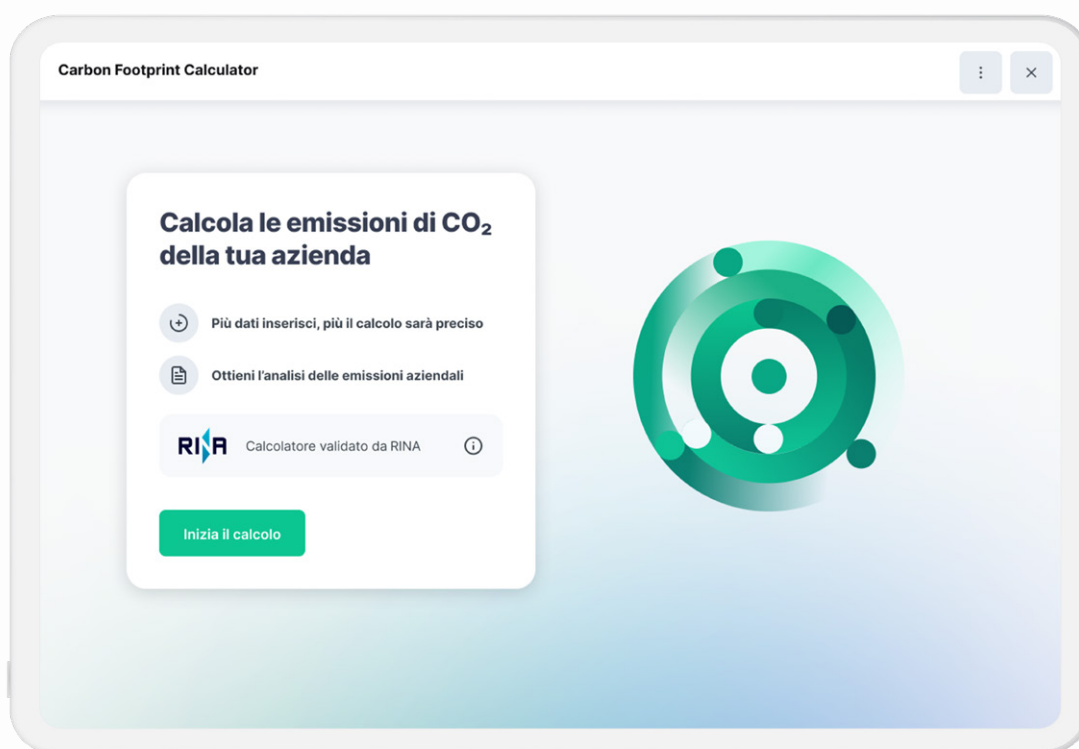 Carbon Footprint Calculator
Calcola le emissioni di CO₂
della tua azienda
Più dati inserisci, più il calcolo sarà preciso
Ottieni l'analisi delle emissioni aziendali
RINA Calcolatore validato da RINA
Inizia il calcolo